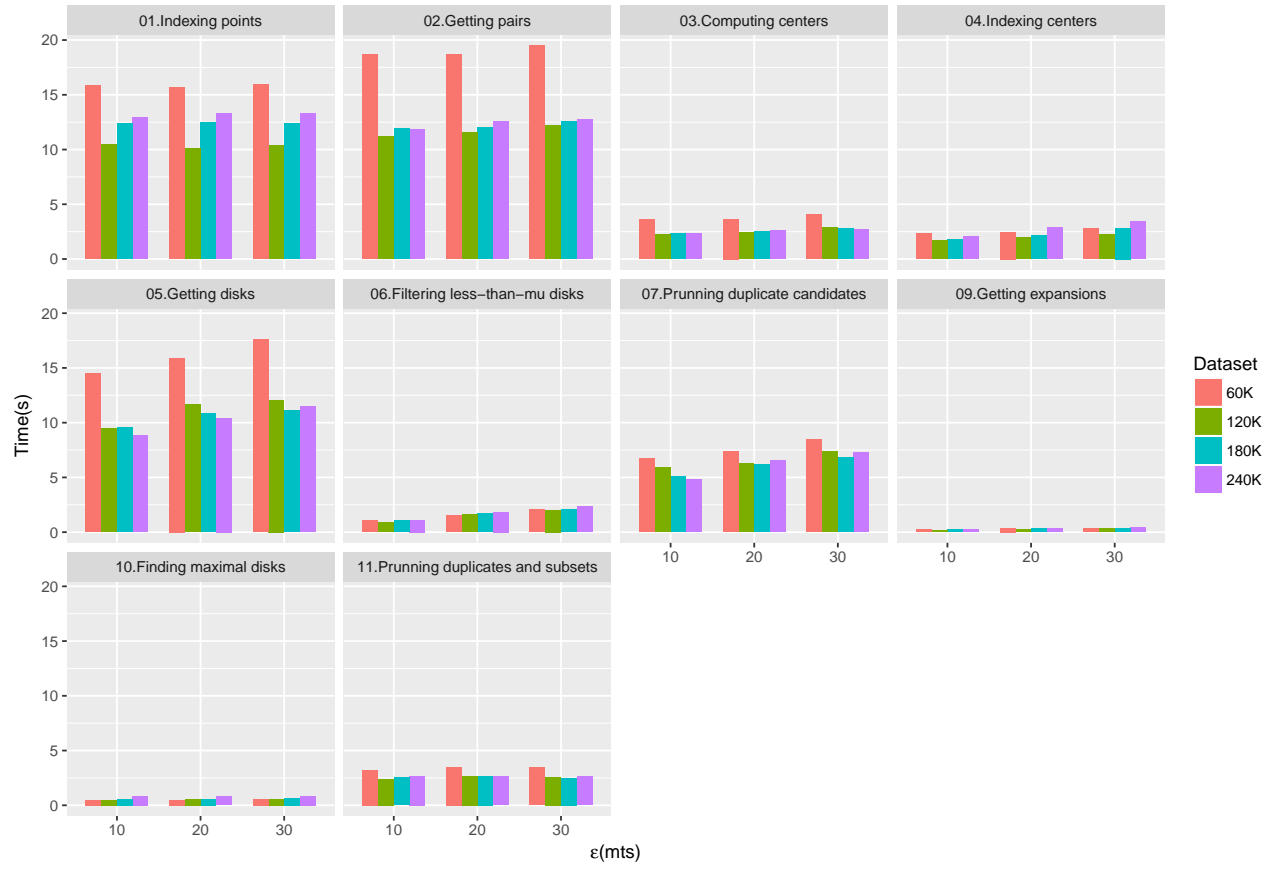 01.Indexing points
02.Getting pairs
03.Computing centers
04.Indexing centers
20
15
10
5
0
05.Getting disks
06.Filtering less−than−mu disks
07.Prunning duplicate candidates
09.Getting expansions
20
15
10
5
0
10 20 30
10 20 30
10.Finding maximal disks
11.Prunning duplicates and subsets
20
15
10
5
0
10 20 30
10 20 30
ε(mts)
Time(s)
Dataset
60K
120K
180K
240K